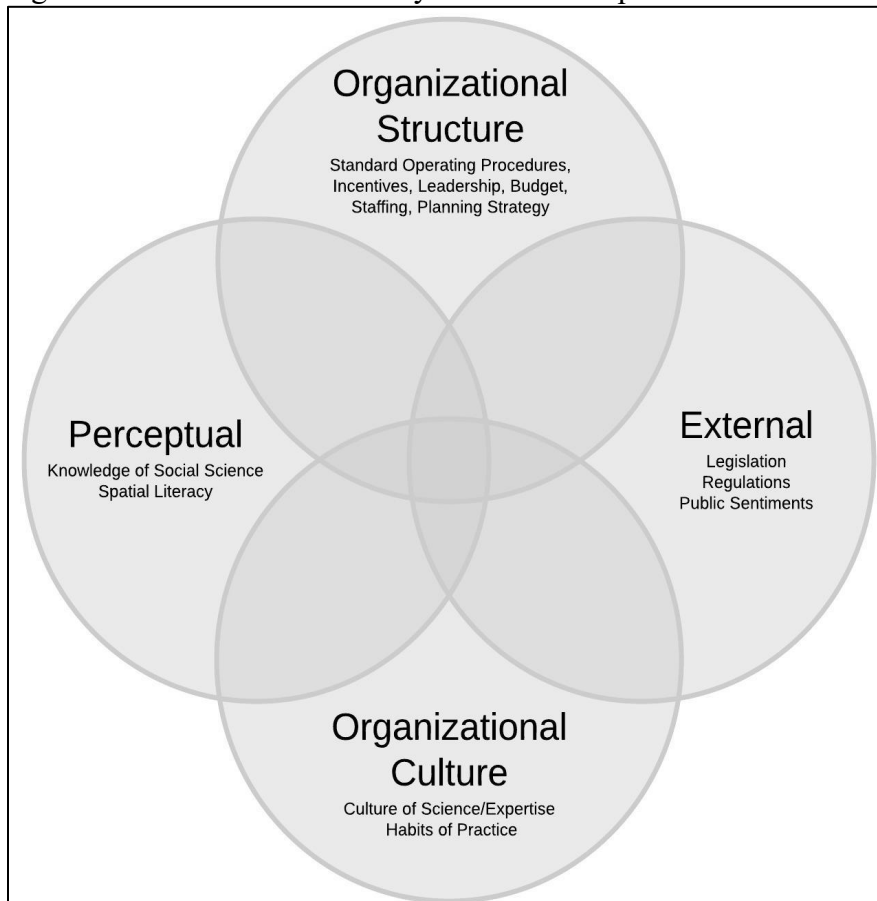 Organizational
Structure
Standard Operating Procedures,
Incentives, Leadership, Budget,
Staffing, Planning Strategy
Perceptual
Knowledge of Social Science
Spatial Literacy
External
Legislation
Regulations
Public Sentiments
Organizational
Culture
Culture of Science/Expertise
Habits of Practice